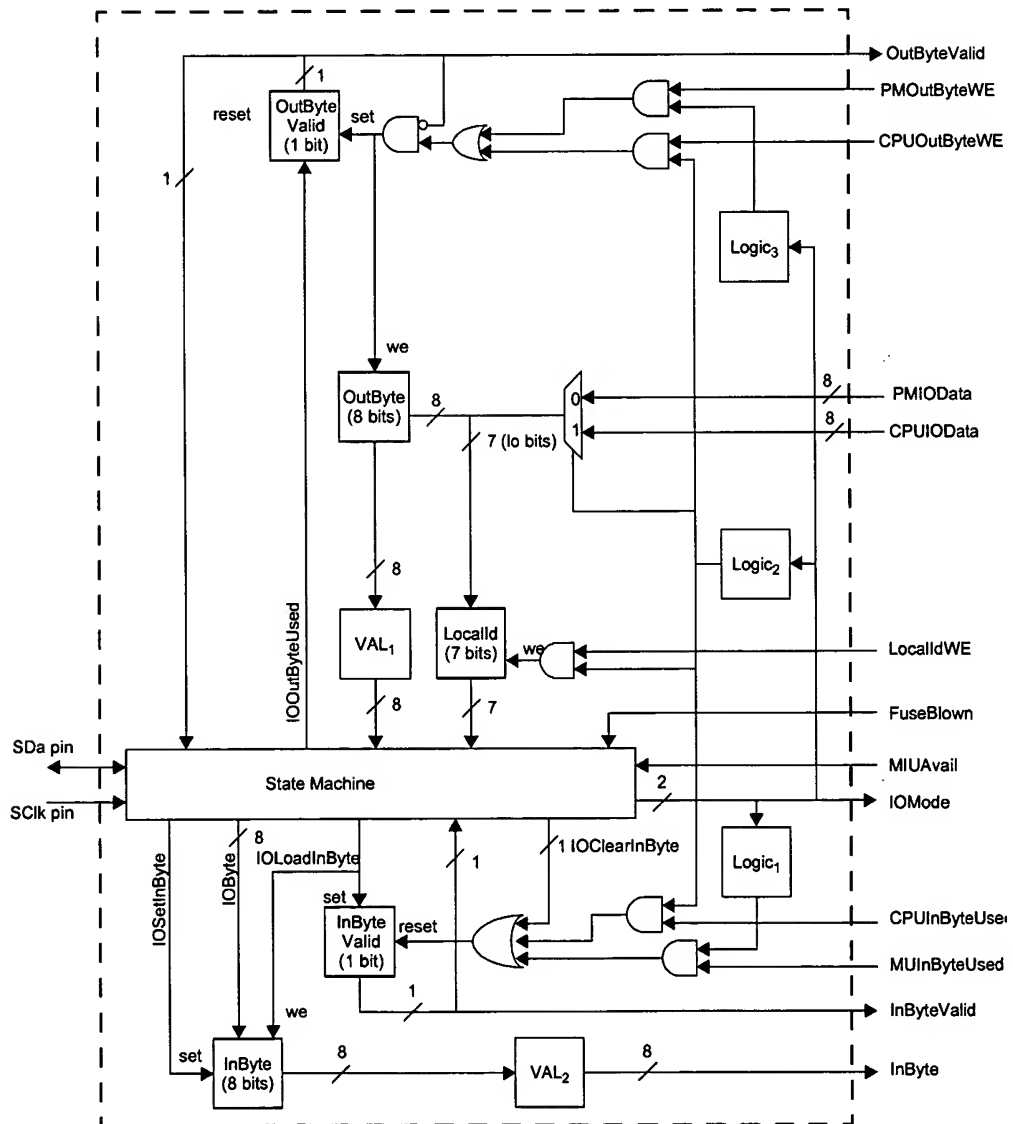 OutByteValid
1
PMOutByteWE
reset
OutByte
Valid
(1 bit)
set
CPUOutByteWE
1
Logic3
we
OutByte
(8 bits)
8
0
8
PMIOData
1
8
CPUIOData
7 (lo bits)
Logic2
8
IOOutByteUsed
VAL1
LocalId
(7 bits)
we
LocalIdWE
8
7
FuseBlown
SDa pin
MIUAvail
State Machine
2
IOMode
SClk pin
IOSetInByte
IOByte
8
IOLoadInByte
1
1 IOClearInByte
Logic1
set
InByte
Valid
(1 bit)
reset
CPUInByteUse
MUInByteUsed
1
InByteValid
we
set
InByte
(8 bits)
8
VAL2
8
InByte